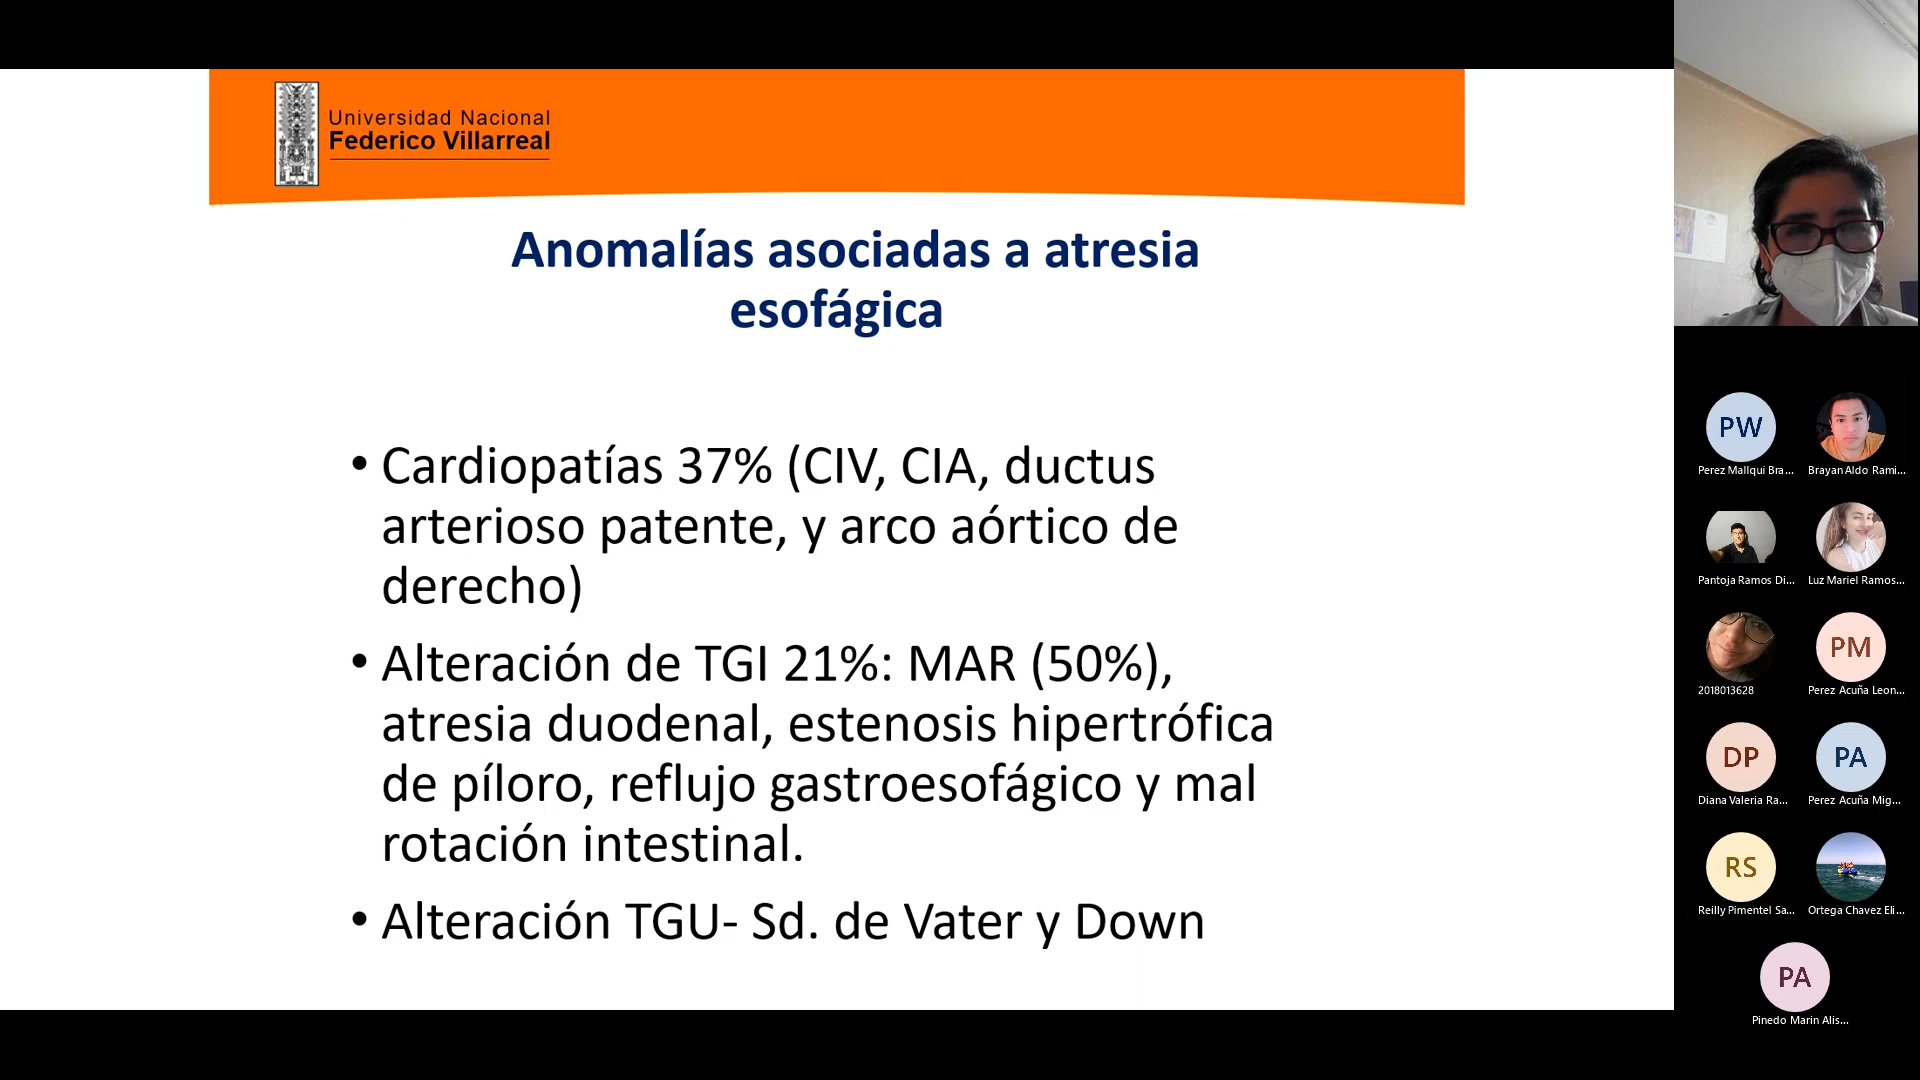 Universidad Nacional
Federico Villarreal
Anomalías asociadas a atresia
esofágica
• Cardiopatías 37% (CIV, CIA, ductus
arterioso patente, y arco aórtico de
derecho)
• Alteración de TGI 21%: MAR (50%),
atresia duodenal, estenosis hipertrófica
de píloro, reflujo gastroesofágico y mal
rotación intestinal.
• Alteración TGU- Sd. de Vater y Down
PW
Perez Mallqui Bra...
Brayan Aldo Rami...
Pantoja Ramos Di...
Luz Mariel Ramos...
2018013628
PM
Perez Acuña Leon...
DP
Diana Valeria Ra...
PA
Perez Acuña Mig...
RS
Reilly Pimentel Sa...
Ortega Chavez Eli...
PA
Pinedo Marin Alis...